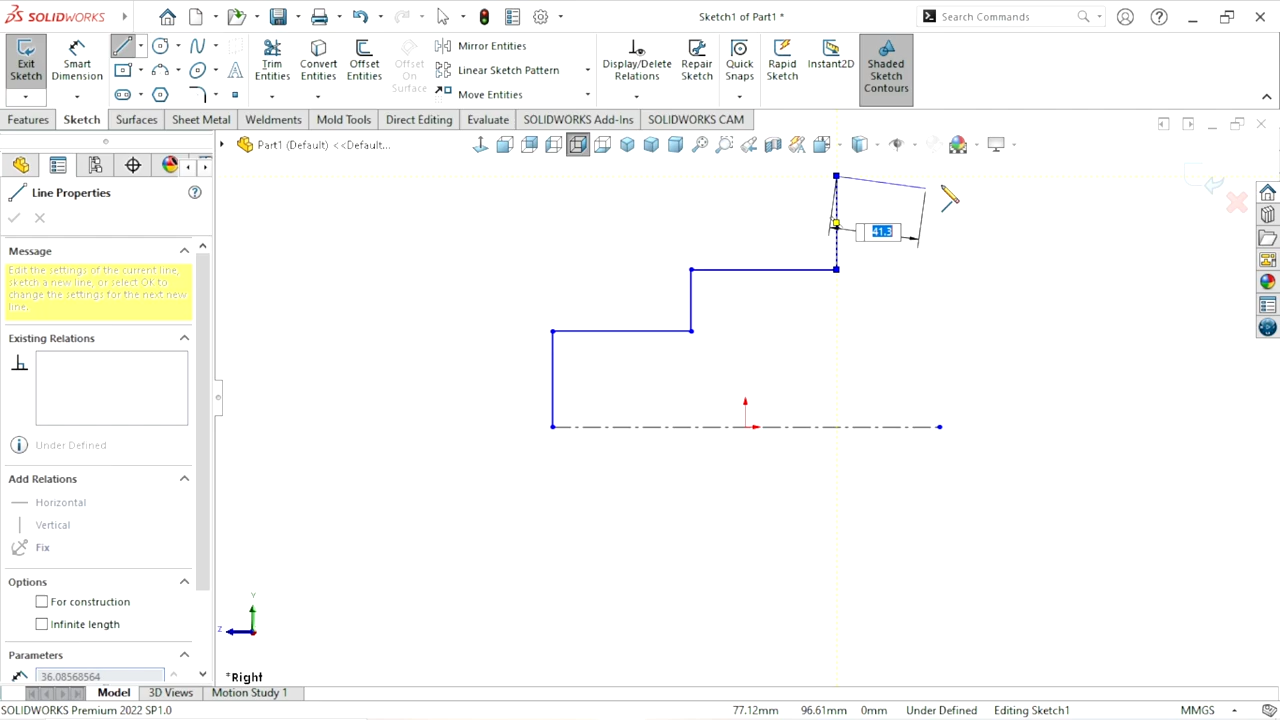 SOLIDWORKS
Sketch1 of Part1 *
Search Commands
Exit Sketch
Smart Dimension
Trim Entities
Convert Entities
Offset Entities
Offset On Surface
Mirror Entities
Linear Sketch Pattern
Move Entities
Display/Delete Relations
Repair Sketch
Quick Snaps
Rapid Sketch
Instant2D
Shaded Sketch Contours
Features
Sketch
Surfaces
Sheet Metal
Weldments
Mold Tools
Direct Editing
Evaluate
SOLIDWORKS Add-Ins
SOLIDWORKS CAM
Part1 (Default) <<Default...
Line Properties
Message
Edit the settings of the current line,
sketch a new line, or select OK to
change the settings for the next new
line.
Existing Relations
Under Defined
Add Relations
Horizontal
Vertical
Fix
Options
For construction
Infinite length
Parameters
36.08568564
41.3
Y
Z
*Right
Model
3D Views
Motion Study 1
SOLIDWORKS Premium 2022 SP1.0
77.12mm
96.61mm
0mm
Under Defined
Editing Sketch1
MMGS